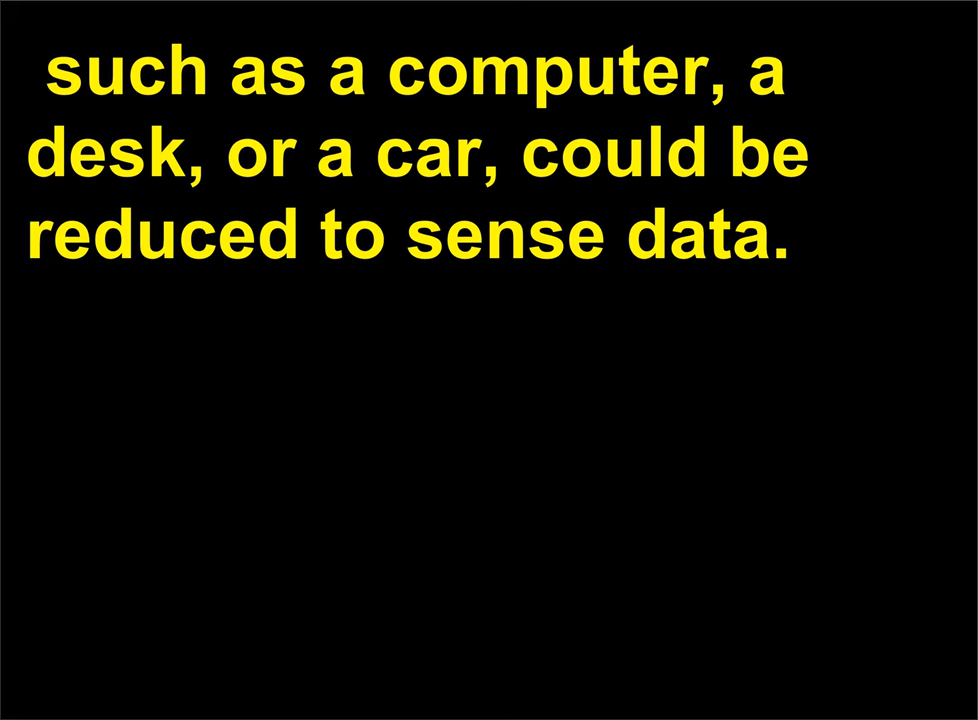 such as a computer, a
desk, or a car, could be
reduced to sense data.